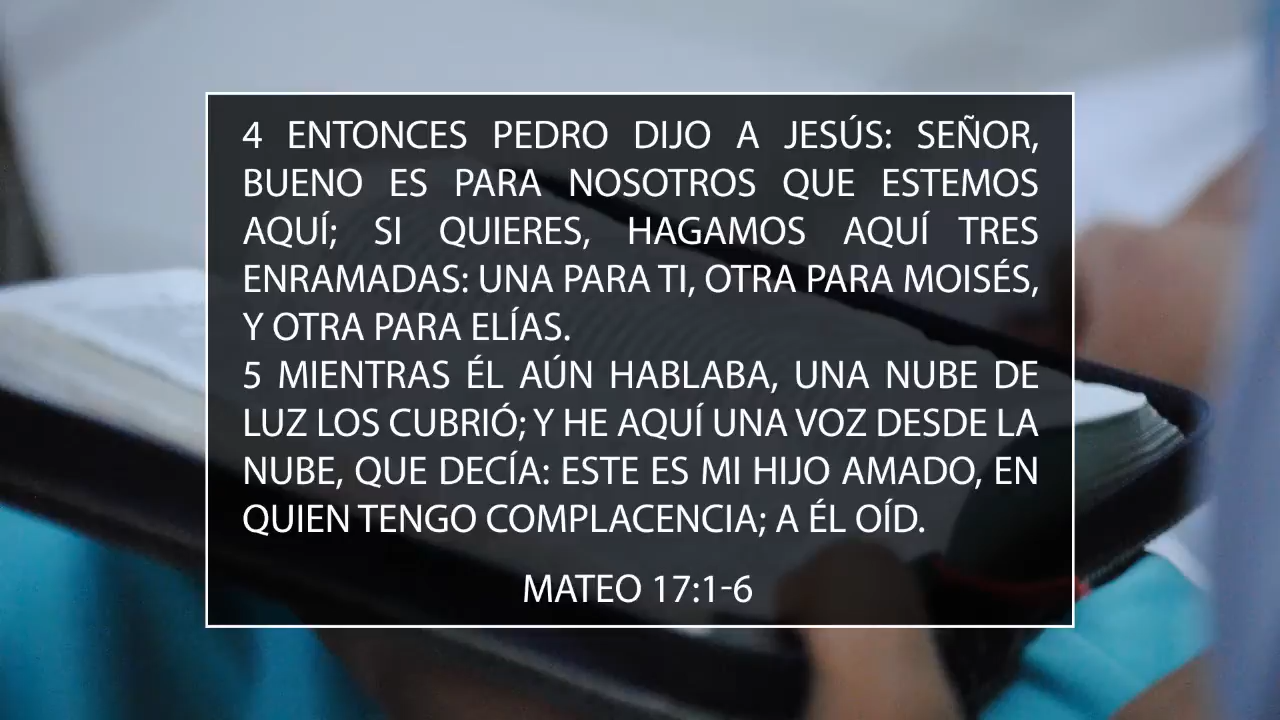 4 ENTONCES PEDRO DIJO A JESÚS: SEÑOR,
BUENO ES PARA NOSOTROS QUE ESTEMOS
AQUÍ; SI QUIERES, HAGAMOS AQUÍ TRES
ENRAMADAS: UNA PARA TI, OTRA PARA MOISÉS,
Y OTRA PARA ELÍAS.
5 MIENTRAS ÉL AÚN HABLABA, UNA NUBE DE
LUZ LOS CUBRIÓ; Y HE AQUÍ UNA VOZ DESDE LA
NUBE, QUE DECÍA: ESTE ES MI HIJO AMADO, EN
QUIEN TENGO COMPLACENCIA; A ÉL OÍD.
MATEO 17:1-6